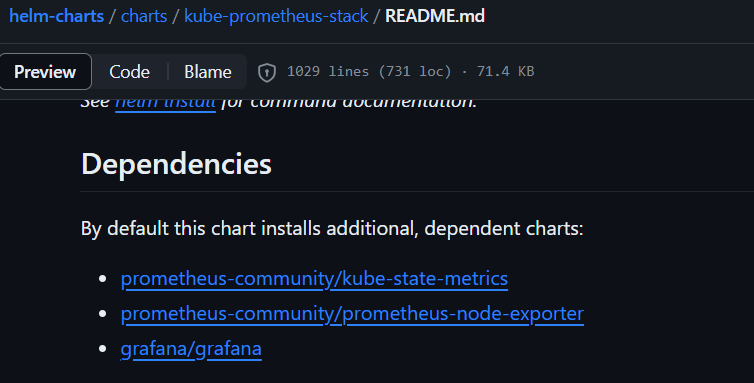 helm-charts / charts / kube-prometheus-stack / README.md
Preview Code Blame 1029 lines (731 loc) · 71.4 KB
See helm install for command documentation.
Dependencies
By default this chart installs additional, dependent charts:
• prometheus-community/kube-state-metrics
• prometheus-community/prometheus-node-exporter
• grafana/grafana